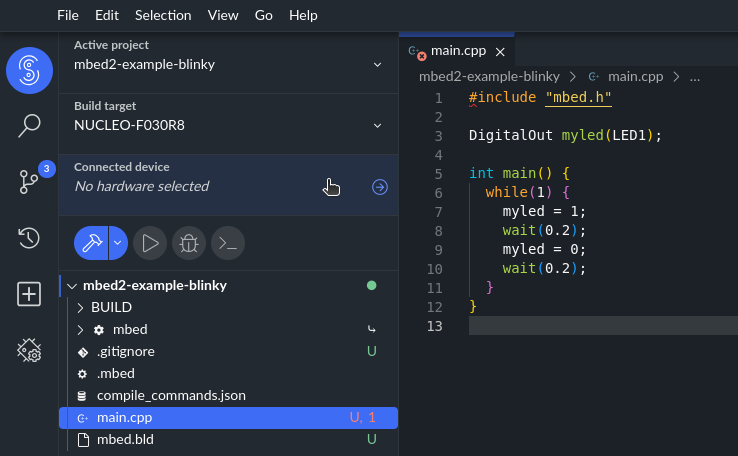 File Edit Selection View Go Help
Active project
mbed2-example-blinky
Build target
NUCLEO-F030R8
Connected device
No hardware selected
3
mbed2-example-blinky
BUILD
mbed
.gitignore U
.mbed
compile_commands.json
main.cpp U, 1
mbed.bld U
main.cpp
mbed2-example-blinky > main.cpp > ...
1 #include "mbed.h"
2
3 DigitalOut myled(LED1);
4
5 int main() {
6 while(1) {
7 myled = 1;
8 wait(0.2);
9 myled = 0;
10 wait(0.2);
11 }
12 }
13